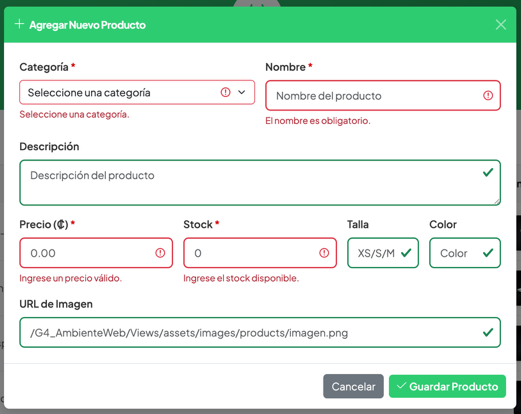 Agregar Nuevo Producto
Categoría * Nombre *
Seleccione una categoría Nombre del producto
Seleccione una categoría. El nombre es obligatorio.
Descripción
Descripción del producto
Precio (₡) * Stock * Talla Color
0.00 0 XS/S/M Color
Ingrese un precio válido. Ingrese el stock disponible.
URL de Imagen
/G4_AmbienteWeb/Views/assets/images/products/imagen.png
Cancelar Guardar Producto